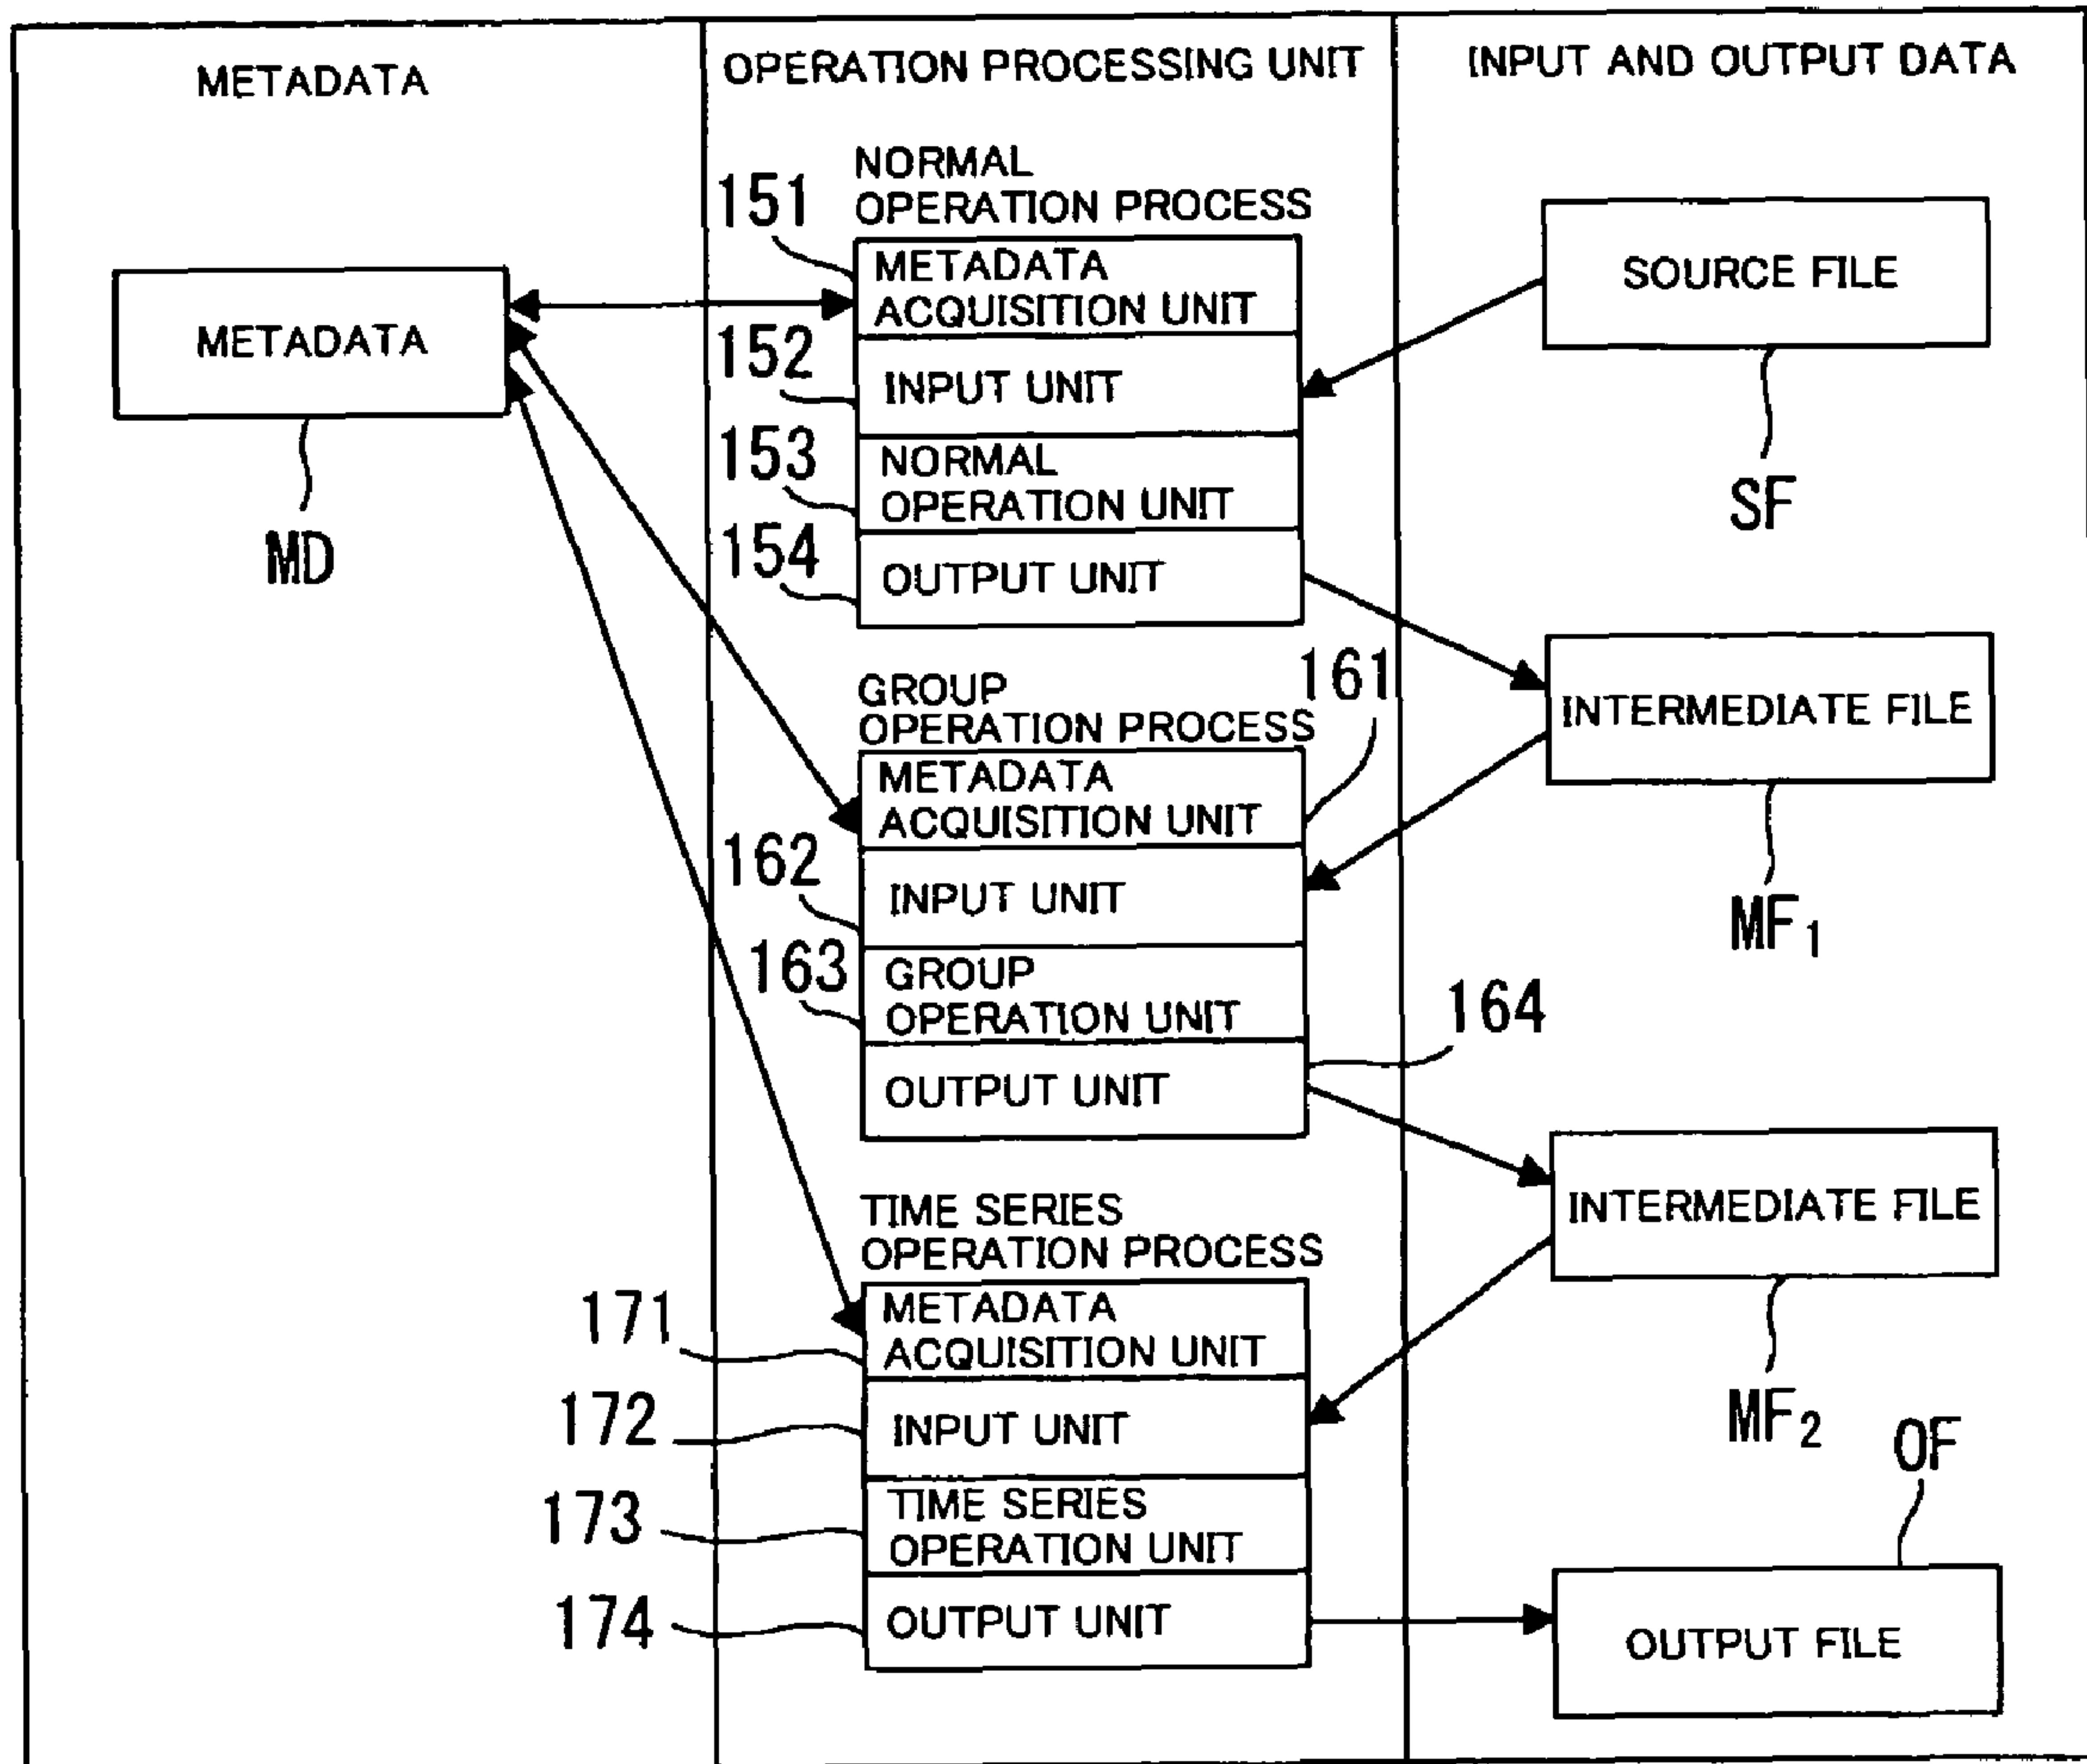 METADATA
OPERATION PROCESSING UNIT
INPUT AND OUTPUT DATA
METADATA
MD
NORMAL
OPERATION PROCESS
151
METADATA
ACQUISITION UNIT
152
INPUT UNIT
153
NORMAL
OPERATION UNIT
154
OUTPUT UNIT
SOURCE FILE
SF
GROUP
OPERATION PROCESS
161
METADATA
ACQUISITION UNIT
162
INPUT UNIT
163
GROUP
OPERATION UNIT
164
OUTPUT UNIT
INTERMEDIATE FILE
MF1
TIME SERIES
OPERATION PROCESS
171
METADATA
ACQUISITION UNIT
172
INPUT UNIT
173
TIME SERIES
OPERATION UNIT
174
OUTPUT UNIT
INTERMEDIATE FILE
MF2
OF
OUTPUT FILE